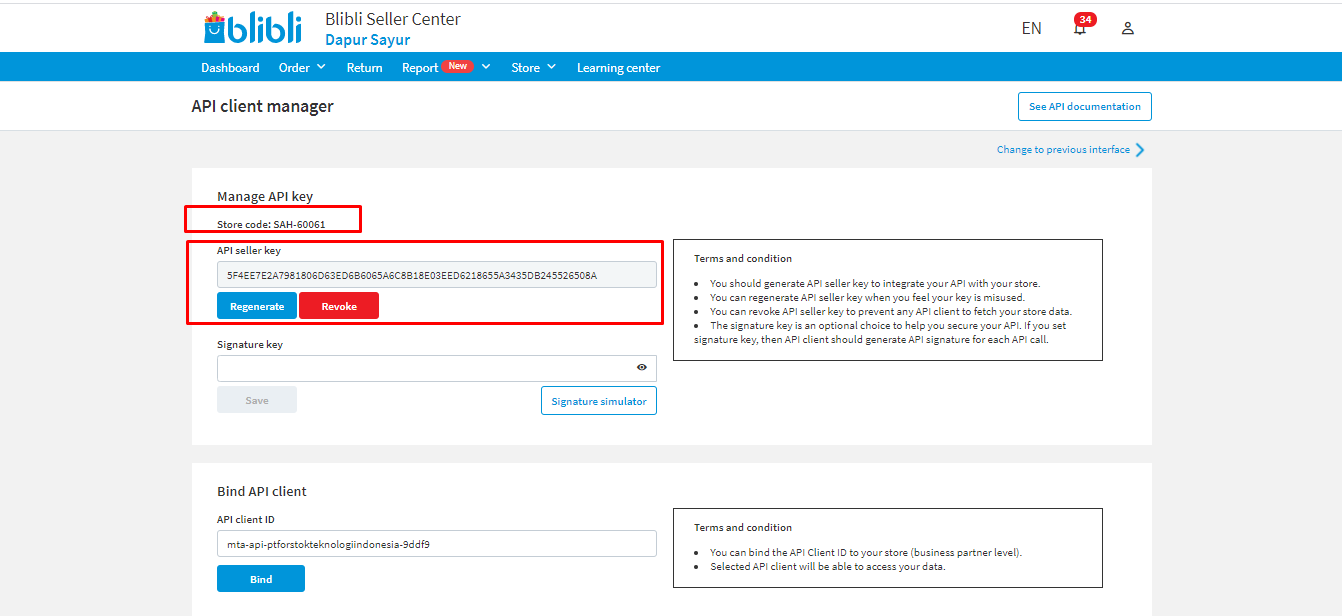 blibli
Blibli Seller Center
Dapur Sayur
EN
34
Dashboard Order Return Report New Store Learning center
API client manager
See API documentation
Change to previous interface
Manage API key
Store code: SAH-60061
API seller key
5F4EE7E2A7981806D63ED6B6065A6C8B18E03EED6218655A3435DB245526508A
Regenerate Revoke
Terms and condition
You should generate API seller key to integrate your API with your store.
You can regenerate API seller key when you feel your key is misused.
You can revoke API seller key to prevent any API client to fetch your store data.
The signature key is an optional choice to help you secure your API. If you set
signature key, then API client should generate API signature for each API call.
Signature key
Save Signature simulator
Bind API client
API client ID
mta-api-ptforstokteknologiindonesia-9ddf9
Bind
Terms and condition
You can bind the API Client ID to your store (business partner level).
Selected API client will be able to access your data.